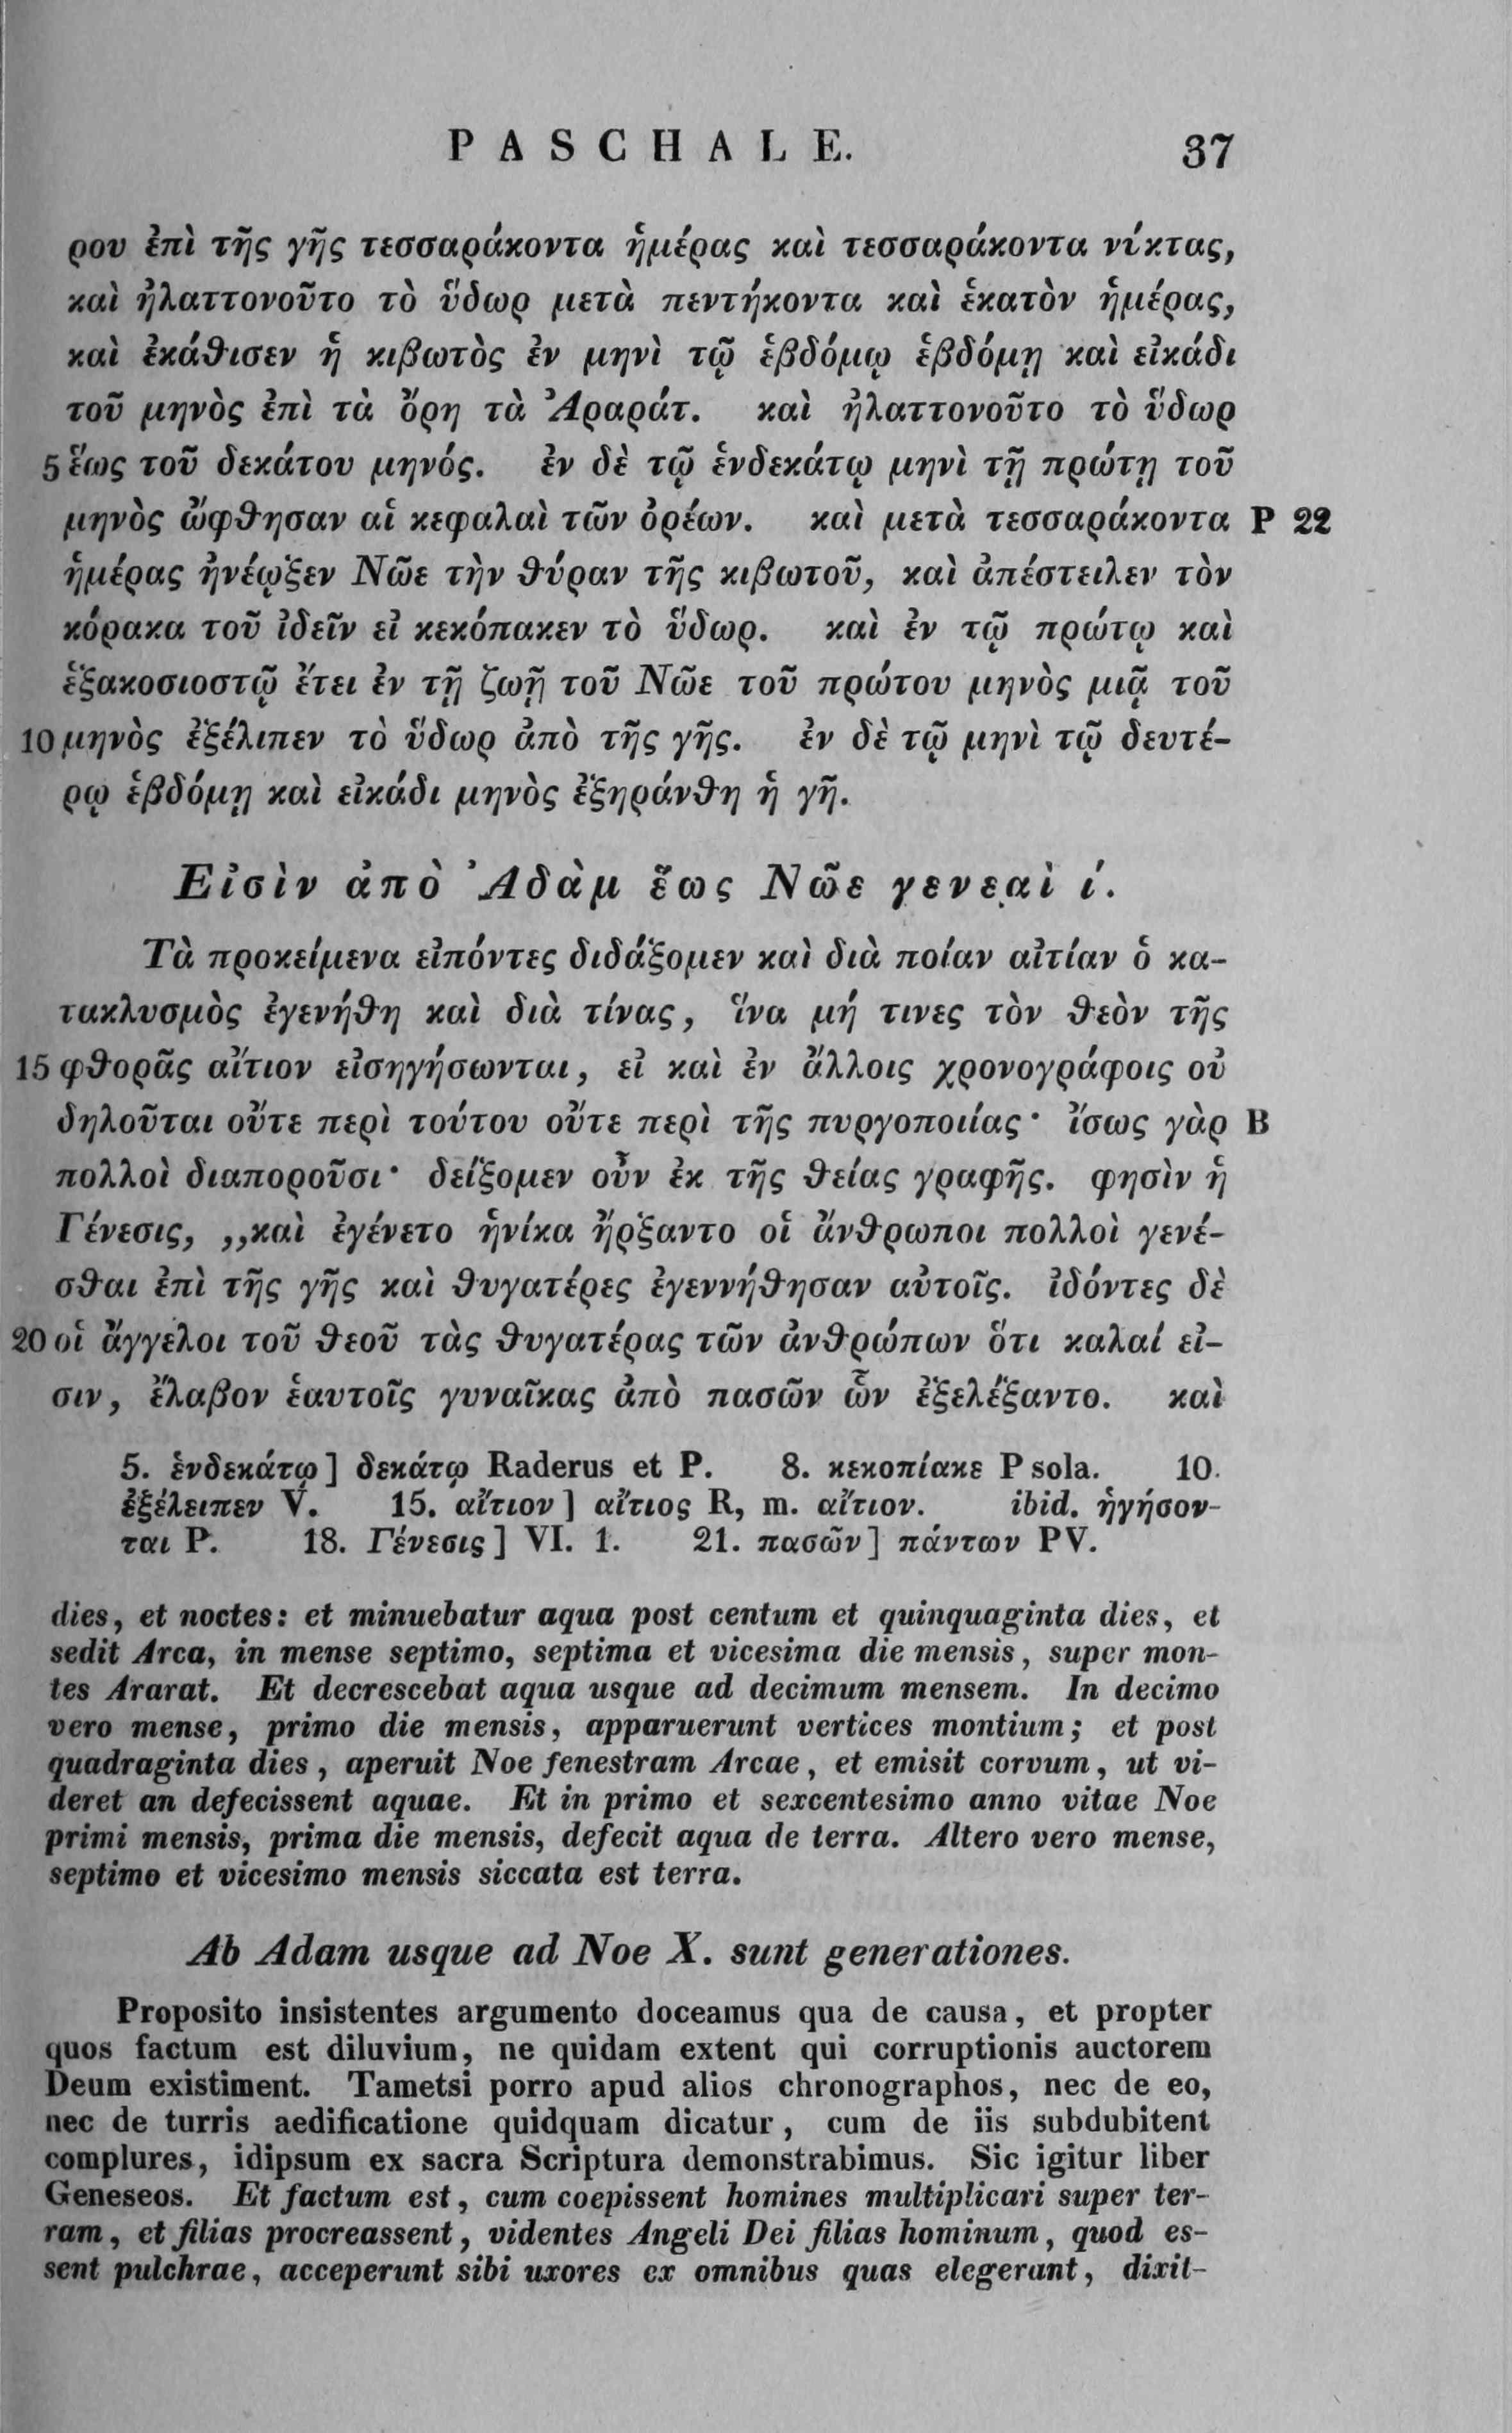 PASCHALE. 37
ρου ἐπὶ τῆς γῆς τεσσαράκοντα ἡμέρας καὶ τεσσαράκοντα νύκτας,
καὶ ἠλαττονοῦτο τὸ ὕδωρ μετὰ πεντήκοντα καὶ ἑκατὸν ἡμέρας,
καὶ ἐκάθισεν ἡ κιβωτὸς ἐν μηνὶ τῷ ἑβδόμῳ ἑβδόμῃ καὶ εἰκάδι
τοῦ μηνὸς ἐπὶ τὰ ὄρη τὰ Ἀραράτ. καὶ ἠλαττονοῦτο τὸ ὕδωρ
5 ἕως τοῦ δεκάτου μηνός. ἐν δὲ τῷ ἑνδεκάτῳ μηνὶ τῇ πρώτῃ τοῦ
μηνὸς ὤφθησαν αἱ κεφαλαὶ τῶν ὀρέων. καὶ μετὰ τεσσαράκοντα P 22
ἡμέρας ἠνέῳξεν Νῶε τὴν θύραν τῆς κιβωτοῦ, καὶ ἀπέστειλεν τὸν
κόρακα τοῦ ἰδεῖν εἰ κεκόπακεν τὸ ὕδωρ. καὶ ἐν τῷ πρώτῳ καὶ
ἑξακοσιοστῷ ἔτει ἐν τῇ ζωῇ τοῦ Νῶε τοῦ πρώτου μηνὸς μιᾷ τοῦ
10 μηνὸς ἐξέλιπεν τὸ ὕδωρ ἀπὸ τῆς γῆς. ἐν δὲ τῷ μηνὶ τῷ δευτέ-
ρῳ ἑβδόμῃ καὶ εἰκάδι μηνὸς ἐξηράνθη ἡ γῆ.
Εἰσὶν ἀπὸ Ἀδὰμ ἕως Νῶε γενεαὶ ί.
Τὰ προκείμενα εἰπόντες διδάξομεν καὶ διὰ ποίαν αἰτίαν ὁ κα-
τακλυσμὸς ἐγενήθη καὶ διὰ τίνας, ἵνα μή τινες τὸν θεὸν τῆς
15 φθορᾶς αἴτιον εἰσηγήσωνται, εἰ καὶ ἐν ἄλλοις χρονογράφοις οὐ
δηλοῦται οὔτε περὶ τούτου οὔτε περὶ τῆς πυργοποιίας· ἴσως γὰρ B
πολλοὶ διαποροῦσι· δείξομεν οὖν ἐκ τῆς θείας γραφῆς. φησὶν ἡ
Γένεσις, „καὶ ἐγένετο ἡνίκα ἤρξαντο οἱ ἄνθρωποι πολλοὶ γενέ-
σθαι ἐπὶ τῆς γῆς καὶ θυγατέρες ἐγεννήθησαν αὐτοῖς. ἰδόντες δὲ
20 οἱ ἄγγελοι τοῦ θεοῦ τὰς θυγατέρας τῶν ἀνθρώπων ὅτι καλαί εἰ-
σιν, ἔλαβον ἑαυτοῖς γυναῖκας ἀπὸ πασῶν ὧν ἐξελέξαντο. καὶ
5. ἑνδεκάτῳ] δεκάτῳ Raderus et P. 8. κεκοπίακε P sola. 10.
ἐξέλειπεν V. 15. αἴτιον] αἴτιος R, m. αἴτιον. ibid. ἡγήσον-
ται P. 18. Γένεσις] VI. 1. 21. πασῶν] πάντων PV.
dies, et noctes: et minuebatur aqua post centum et quinquaginta dies, et
sedit Arca, in mense septimo, septima et vicesima die mensis, super mon-
tes Ararat. Et decrescebat aqua usque ad decimum mensem. In decimo
vero mense, primo die mensis, apparuerunt vertices montium; et post
quadraginta dies, aperuit Noe fenestram Arcae, et emisit corvum, ut vi-
deret an defecissent aquae. Et in primo et sexcentesimo anno vitae Noe
primi mensis, prima die mensis, defecit aqua de terra. Altero vero mense,
septimo et vicesimo mensis siccata est terra.
Ab Adam usque ad Noe X. sunt generationes.
Proposito insistentes argumento doceamus qua de causa, et propter
quos factum est diluvium, ne quidam extent qui corruptionis auctorem
Deum existiment. Tametsi porro apud alios chronographos, nec de eo,
nec de turris aedificatione quidquam dicatur, cum de iis subdubitent
complures, idipsum ex sacra Scriptura demonstrabimus. Sic igitur liber
Geneseos. Et factum est, cum coepissent homines multiplicari super ter-
ram, et filias procreassent, videntes Angeli Dei filias hominum, quod es-
sent pulchrae, acceperunt sibi uxores ex omnibus quas elegerant, dixit-